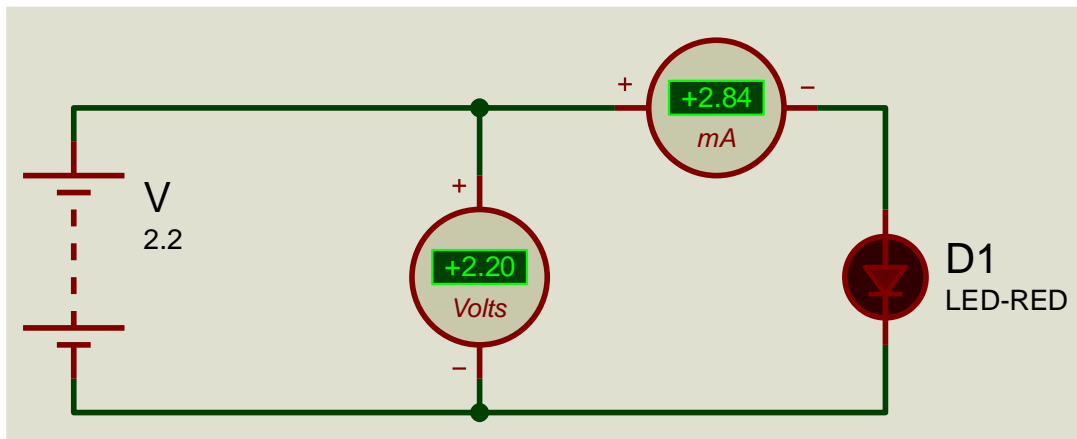 + −
+2.84
mA
V
2.2
+
+2.20
Volts
−
D1
LED-RED